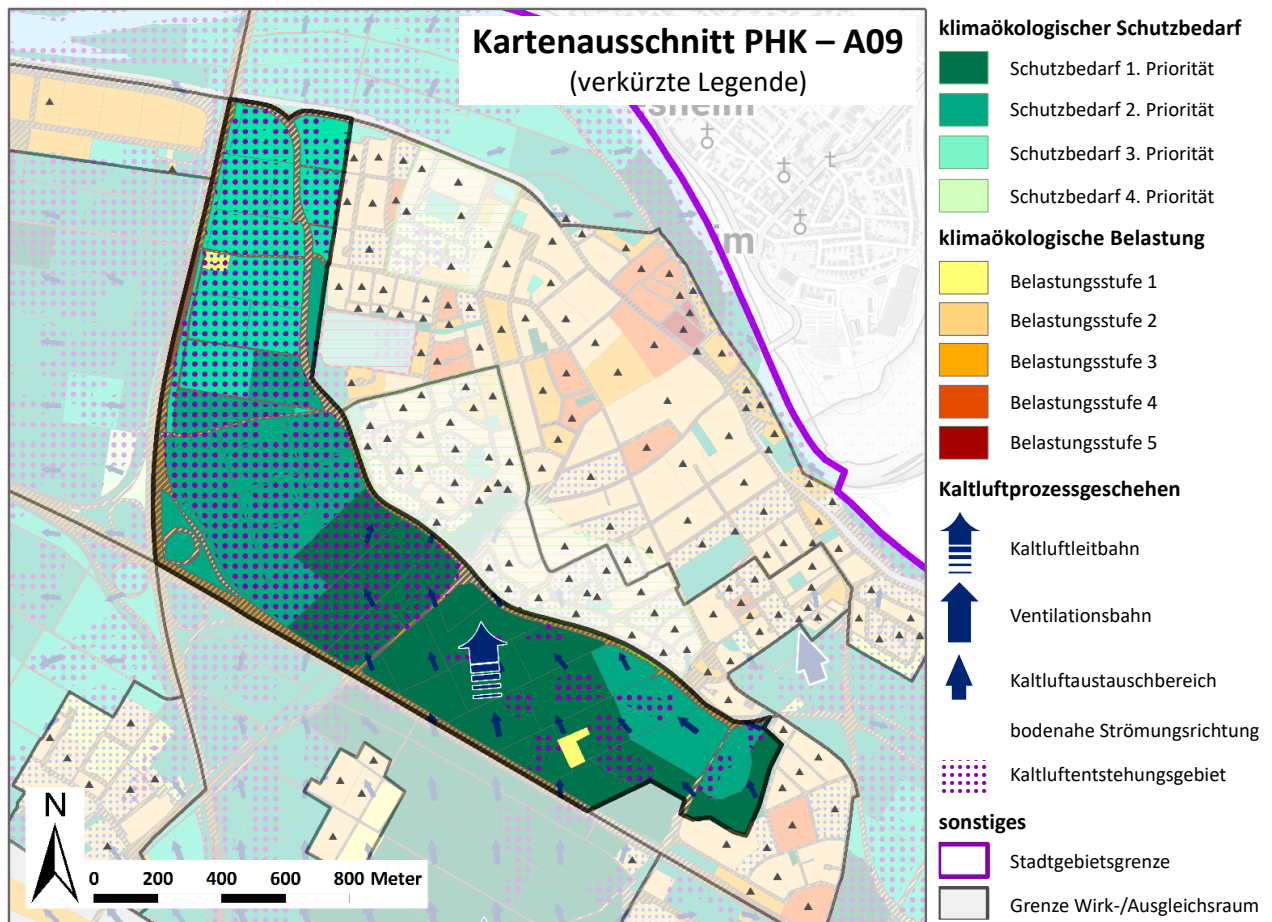 Kartenausschnitt PHK – A09
(verkürzte Legende)
N
0 200 400 600 800 Meter
klimaökologischer Schutzbedarf
Schutzbedarf 1. Priorität
Schutzbedarf 2. Priorität
Schutzbedarf 3. Priorität
Schutzbedarf 4. Priorität
klimaökologische Belastung
Belastungsstufe 1
Belastungsstufe 2
Belastungsstufe 3
Belastungsstufe 4
Belastungsstufe 5
Kaltluftprozessgeschehen
Kaltluftleitbahn
Ventilationsbahn
Kaltluftaustauschbereich
bodennahe Strömungsrichtung
Kaltluftentstehungsgebiet
sonstiges
Stadtgebietsgrenze
Grenze Wirk-/Ausgleichsraum